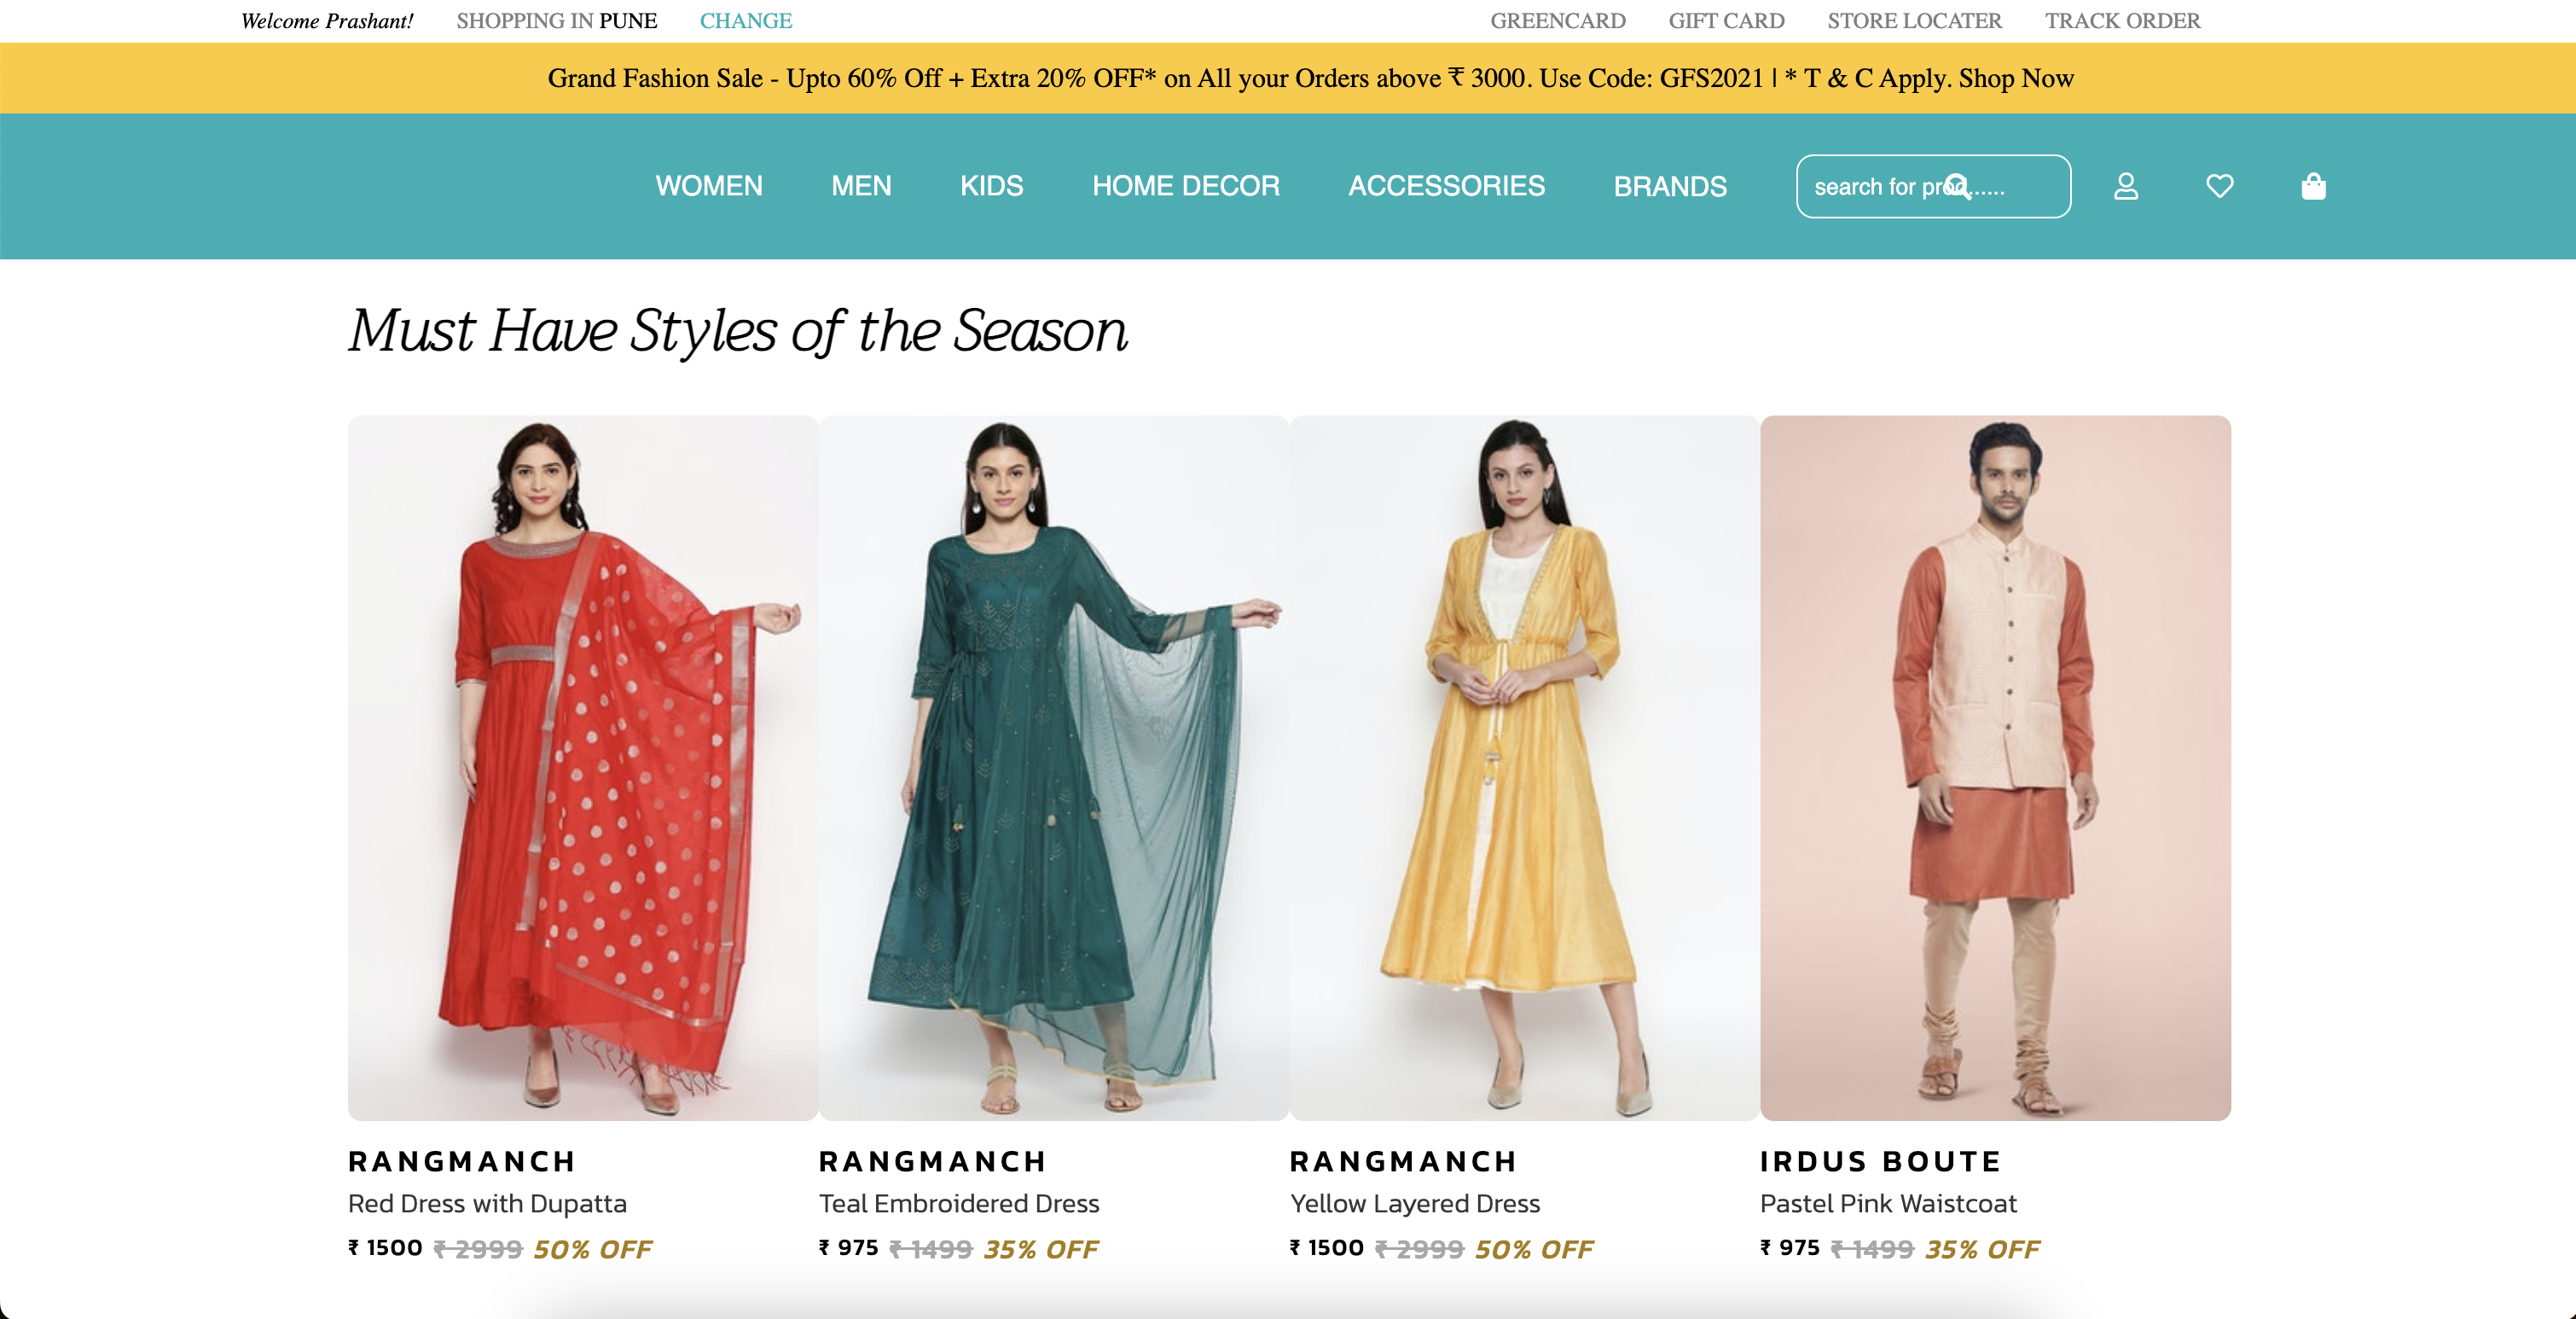 Welcome Prashant! SHOPPING IN PUNE CHANGE GREENCARD GIFT CARD STORE LOCATER TRACK ORDER
Grand Fashion Sale - Upto 60% Off + Extra 20% OFF* on All your Orders above ₹ 3000. Use Code: GFS2021 | * T & C Apply. Shop Now
WOMEN MEN KIDS HOME DECOR ACCESSORIES BRANDS search for prod......
Must Have Styles of the Season
RANGMANCH RANGMANCH RANGMANCH IRDUS BOUTE
Red Dress with Dupatta Teal Embroidered Dress Yellow Layered Dress Pastel Pink Waistcoat
₹ 1500 ₹ 2999 50% OFF ₹ 975 ₹ 1499 35% OFF ₹ 1500 ₹ 2999 50% OFF ₹ 975 ₹ 1499 35% OFF